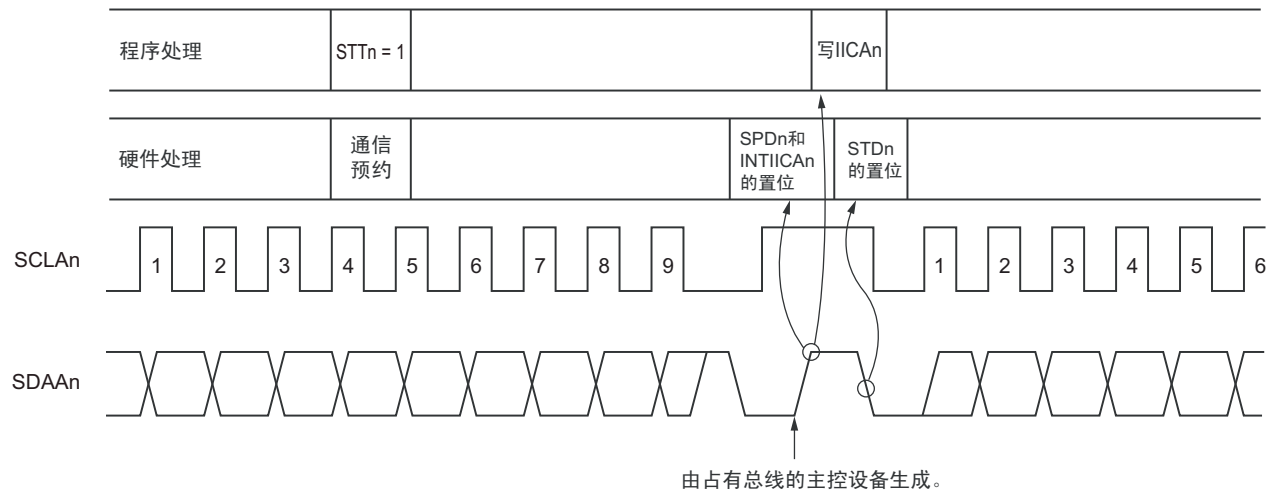 程序处理
STTn = 1
写IICAn
硬件处理
通信
预约
SPDn和
INTIICAn
的置位
STDn
的置位
SCLAn
1 2 3 4 5 6 7 8 9 1 2 3 4 5 6
SDAAn
由占有总线的主控设备生成。